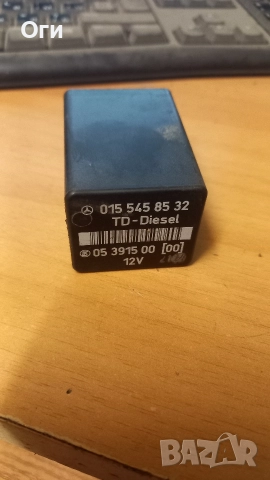 Оги
015 545 85 32
TD-Diesel
05 3915 00 [00]
12V
BAZAR